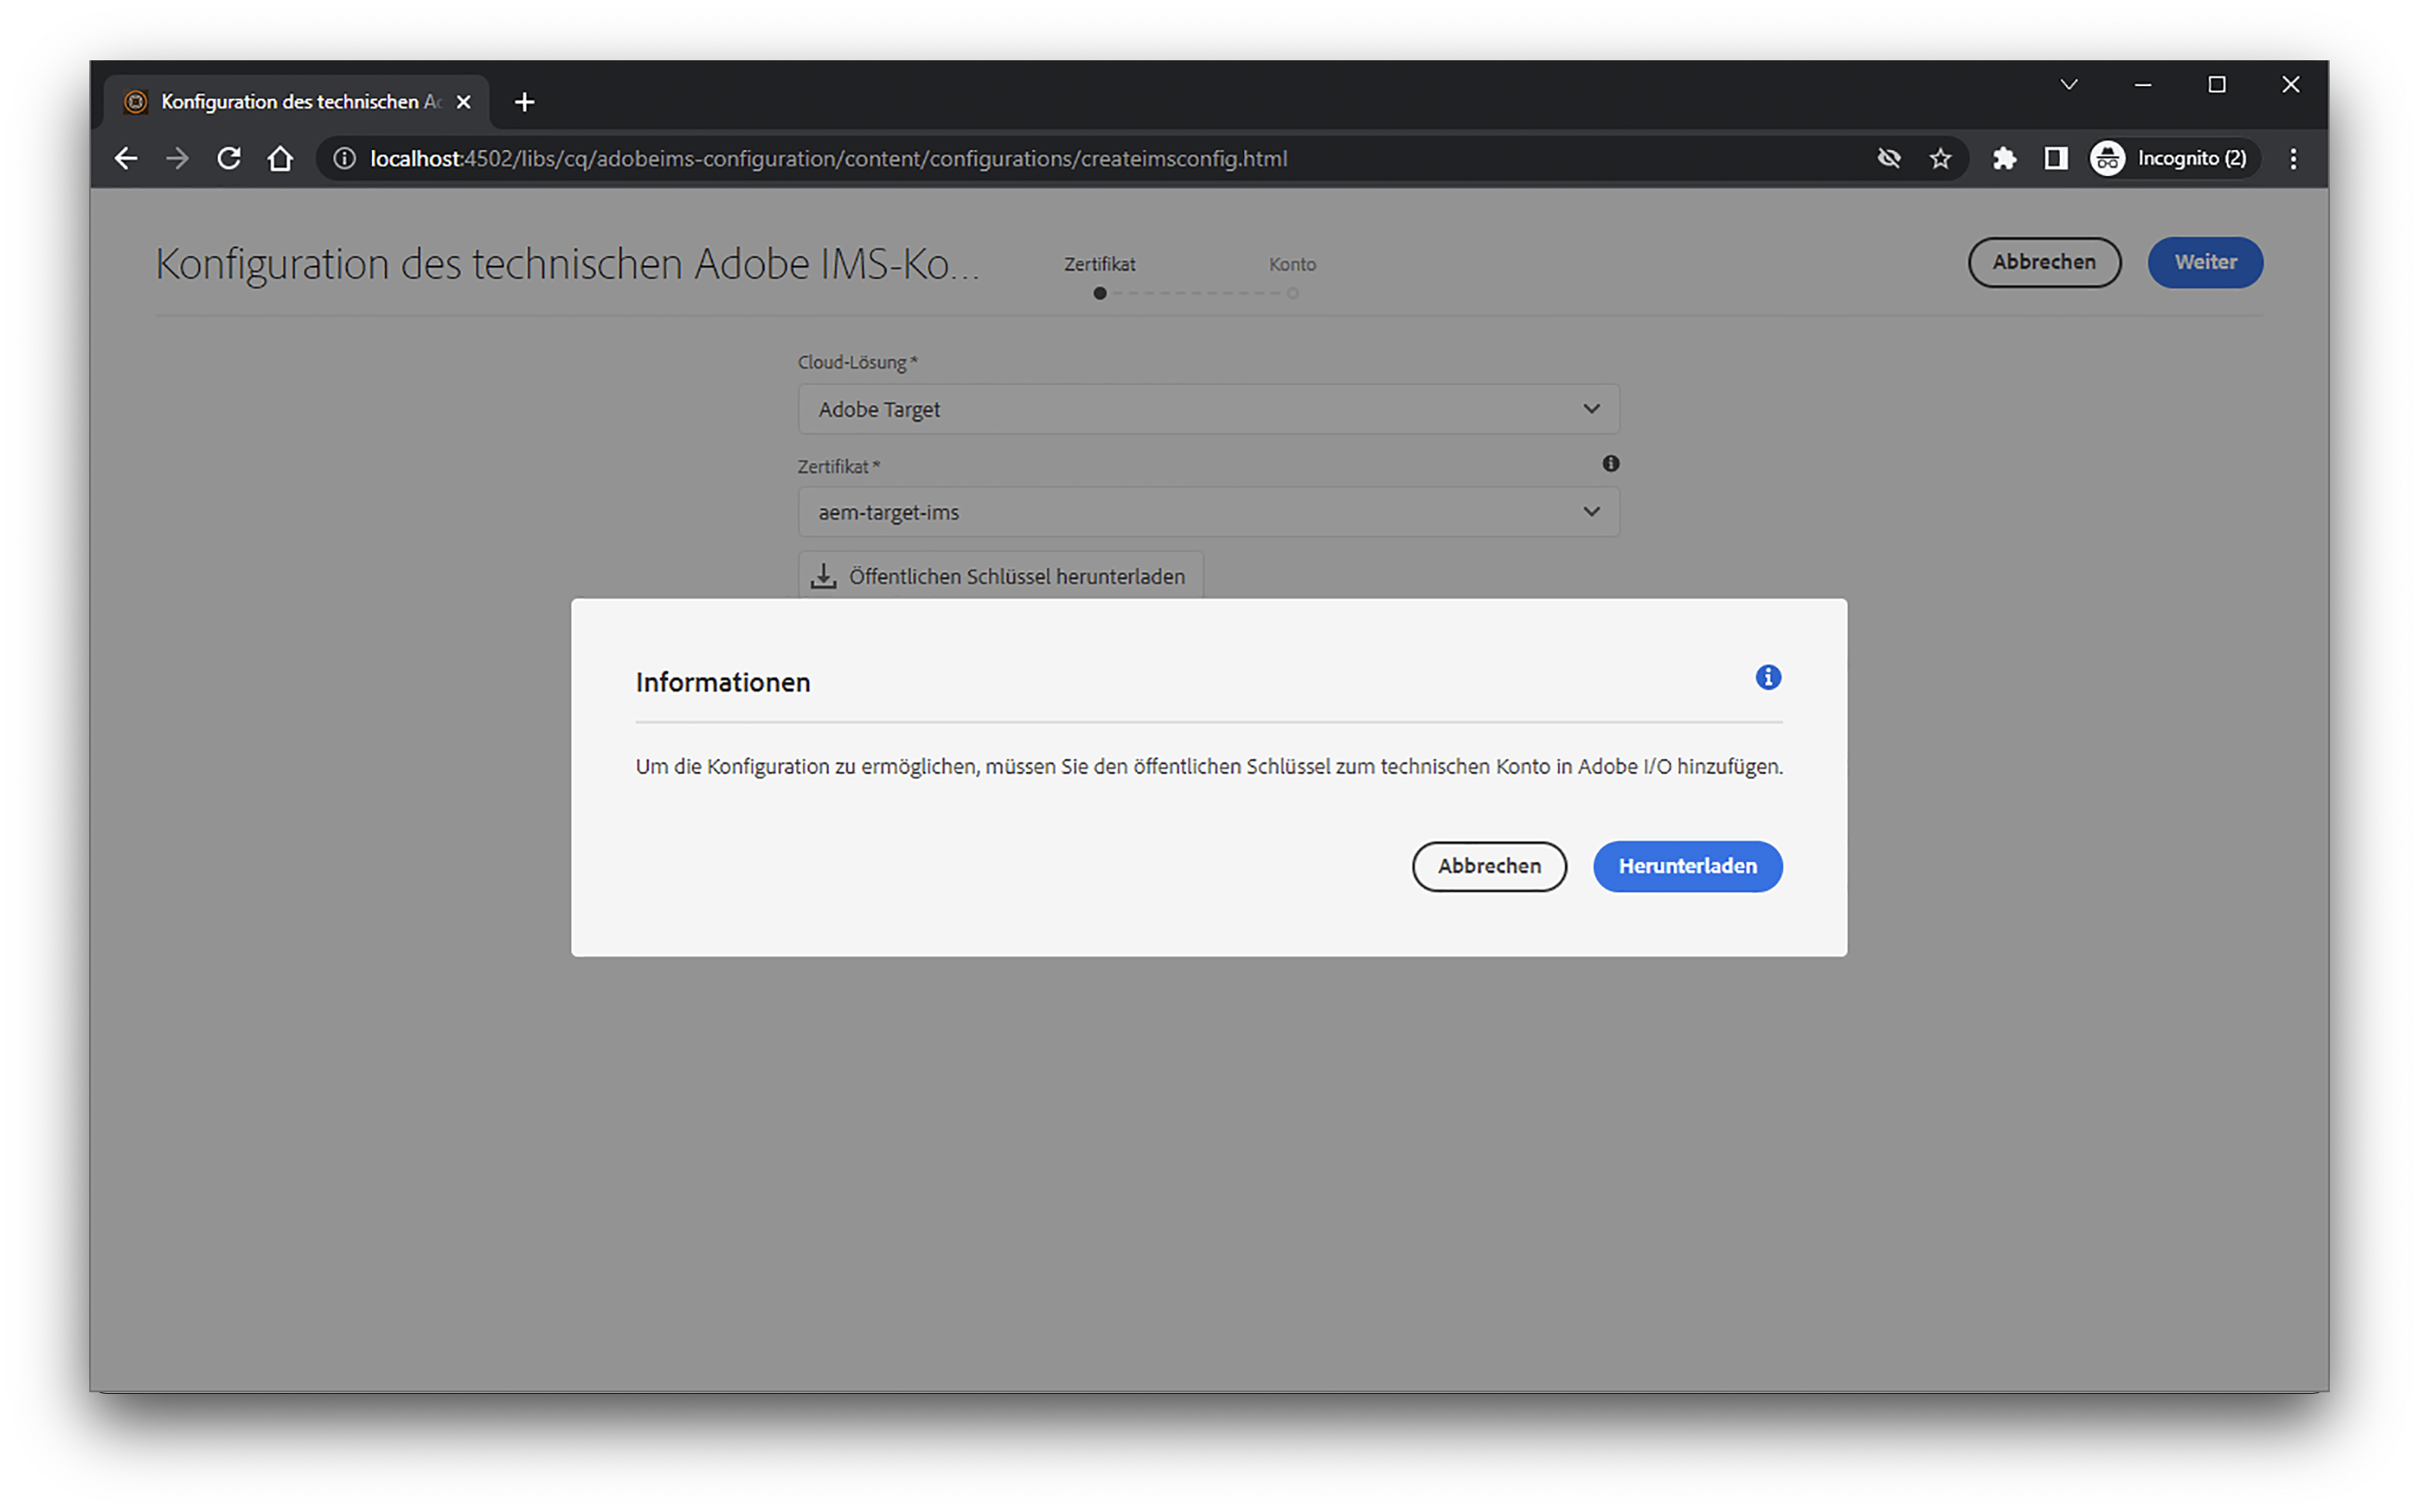 Konfiguration des technischen Ad
localhost:4502/libs/cq/adobeims-configuration/content/configurations/createimsconfig.html
Incognito (2)
Konfiguration des technischen Adobe IMS-Ko...
Zertifikat
Konto
Abbrechen
Weiter
Cloud-Lösung *
Adobe Target
Zertifikat *
aem-target-ims
Öffentlichen Schlüssel herunterladen
Informationen
Um die Konfiguration zu ermöglichen, müssen Sie den öffentlichen Schlüssel zum technischen Konto in Adobe I/O hinzufügen.
Abbrechen
Herunterladen